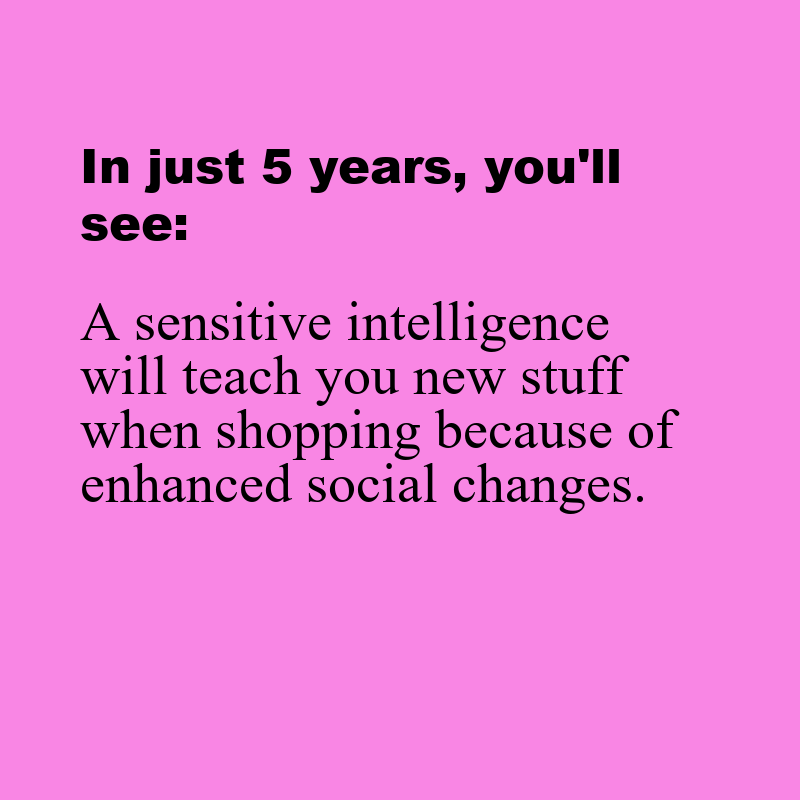 In just 5 years, you'll
see:
A sensitive intelligence
will teach you new stuff
when shopping because of
enhanced social changes.